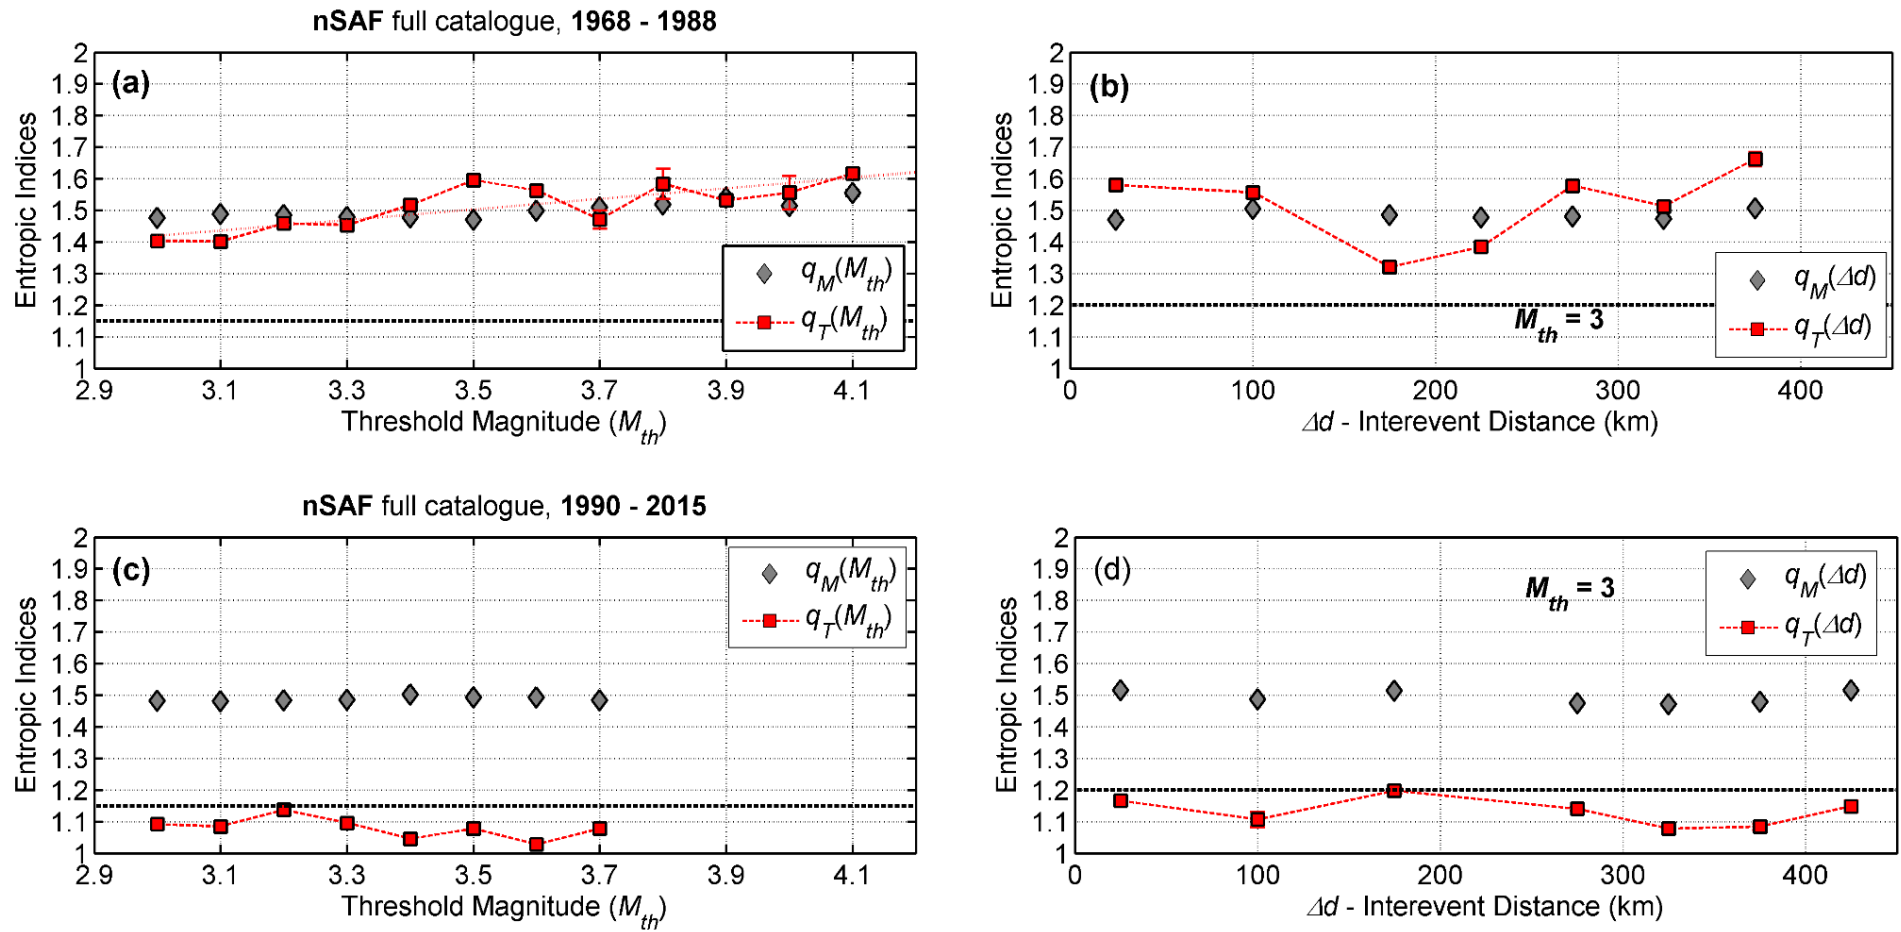 nSAF full catalogue, 1968 - 1988
(a)
Entropic Indices
2
1.9
1.8
1.7
1.6
1.5
1.4
1.3
1.2
1.1
1
2.9 3.1 3.3 3.5 3.7 3.9 4.1
Threshold Magnitude (Mth)
qM(Mth)
qT(Mth)
(b)
Entropic Indices
2
1.9
1.8
1.7
1.6
1.5
1.4
1.3
1.2
1.1
1
0 100 200 300 400
Δd - Interevent Distance (km)
Mth = 3
qM(Δd)
qT(Δd)
nSAF full catalogue, 1990 - 2015
(c)
Entropic Indices
2
1.9
1.8
1.7
1.6
1.5
1.4
1.3
1.2
1.1
1
2.9 3.1 3.3 3.5 3.7 3.9 4.1
Threshold Magnitude (Mth)
qM(Mth)
qT(Mth)
(d)
Entropic Indices
2
1.9
1.8
1.7
1.6
1.5
1.4
1.3
1.2
1.1
1
0 100 200 300 400
Δd - Interevent Distance (km)
Mth = 3
qM(Δd)
qT(Δd)